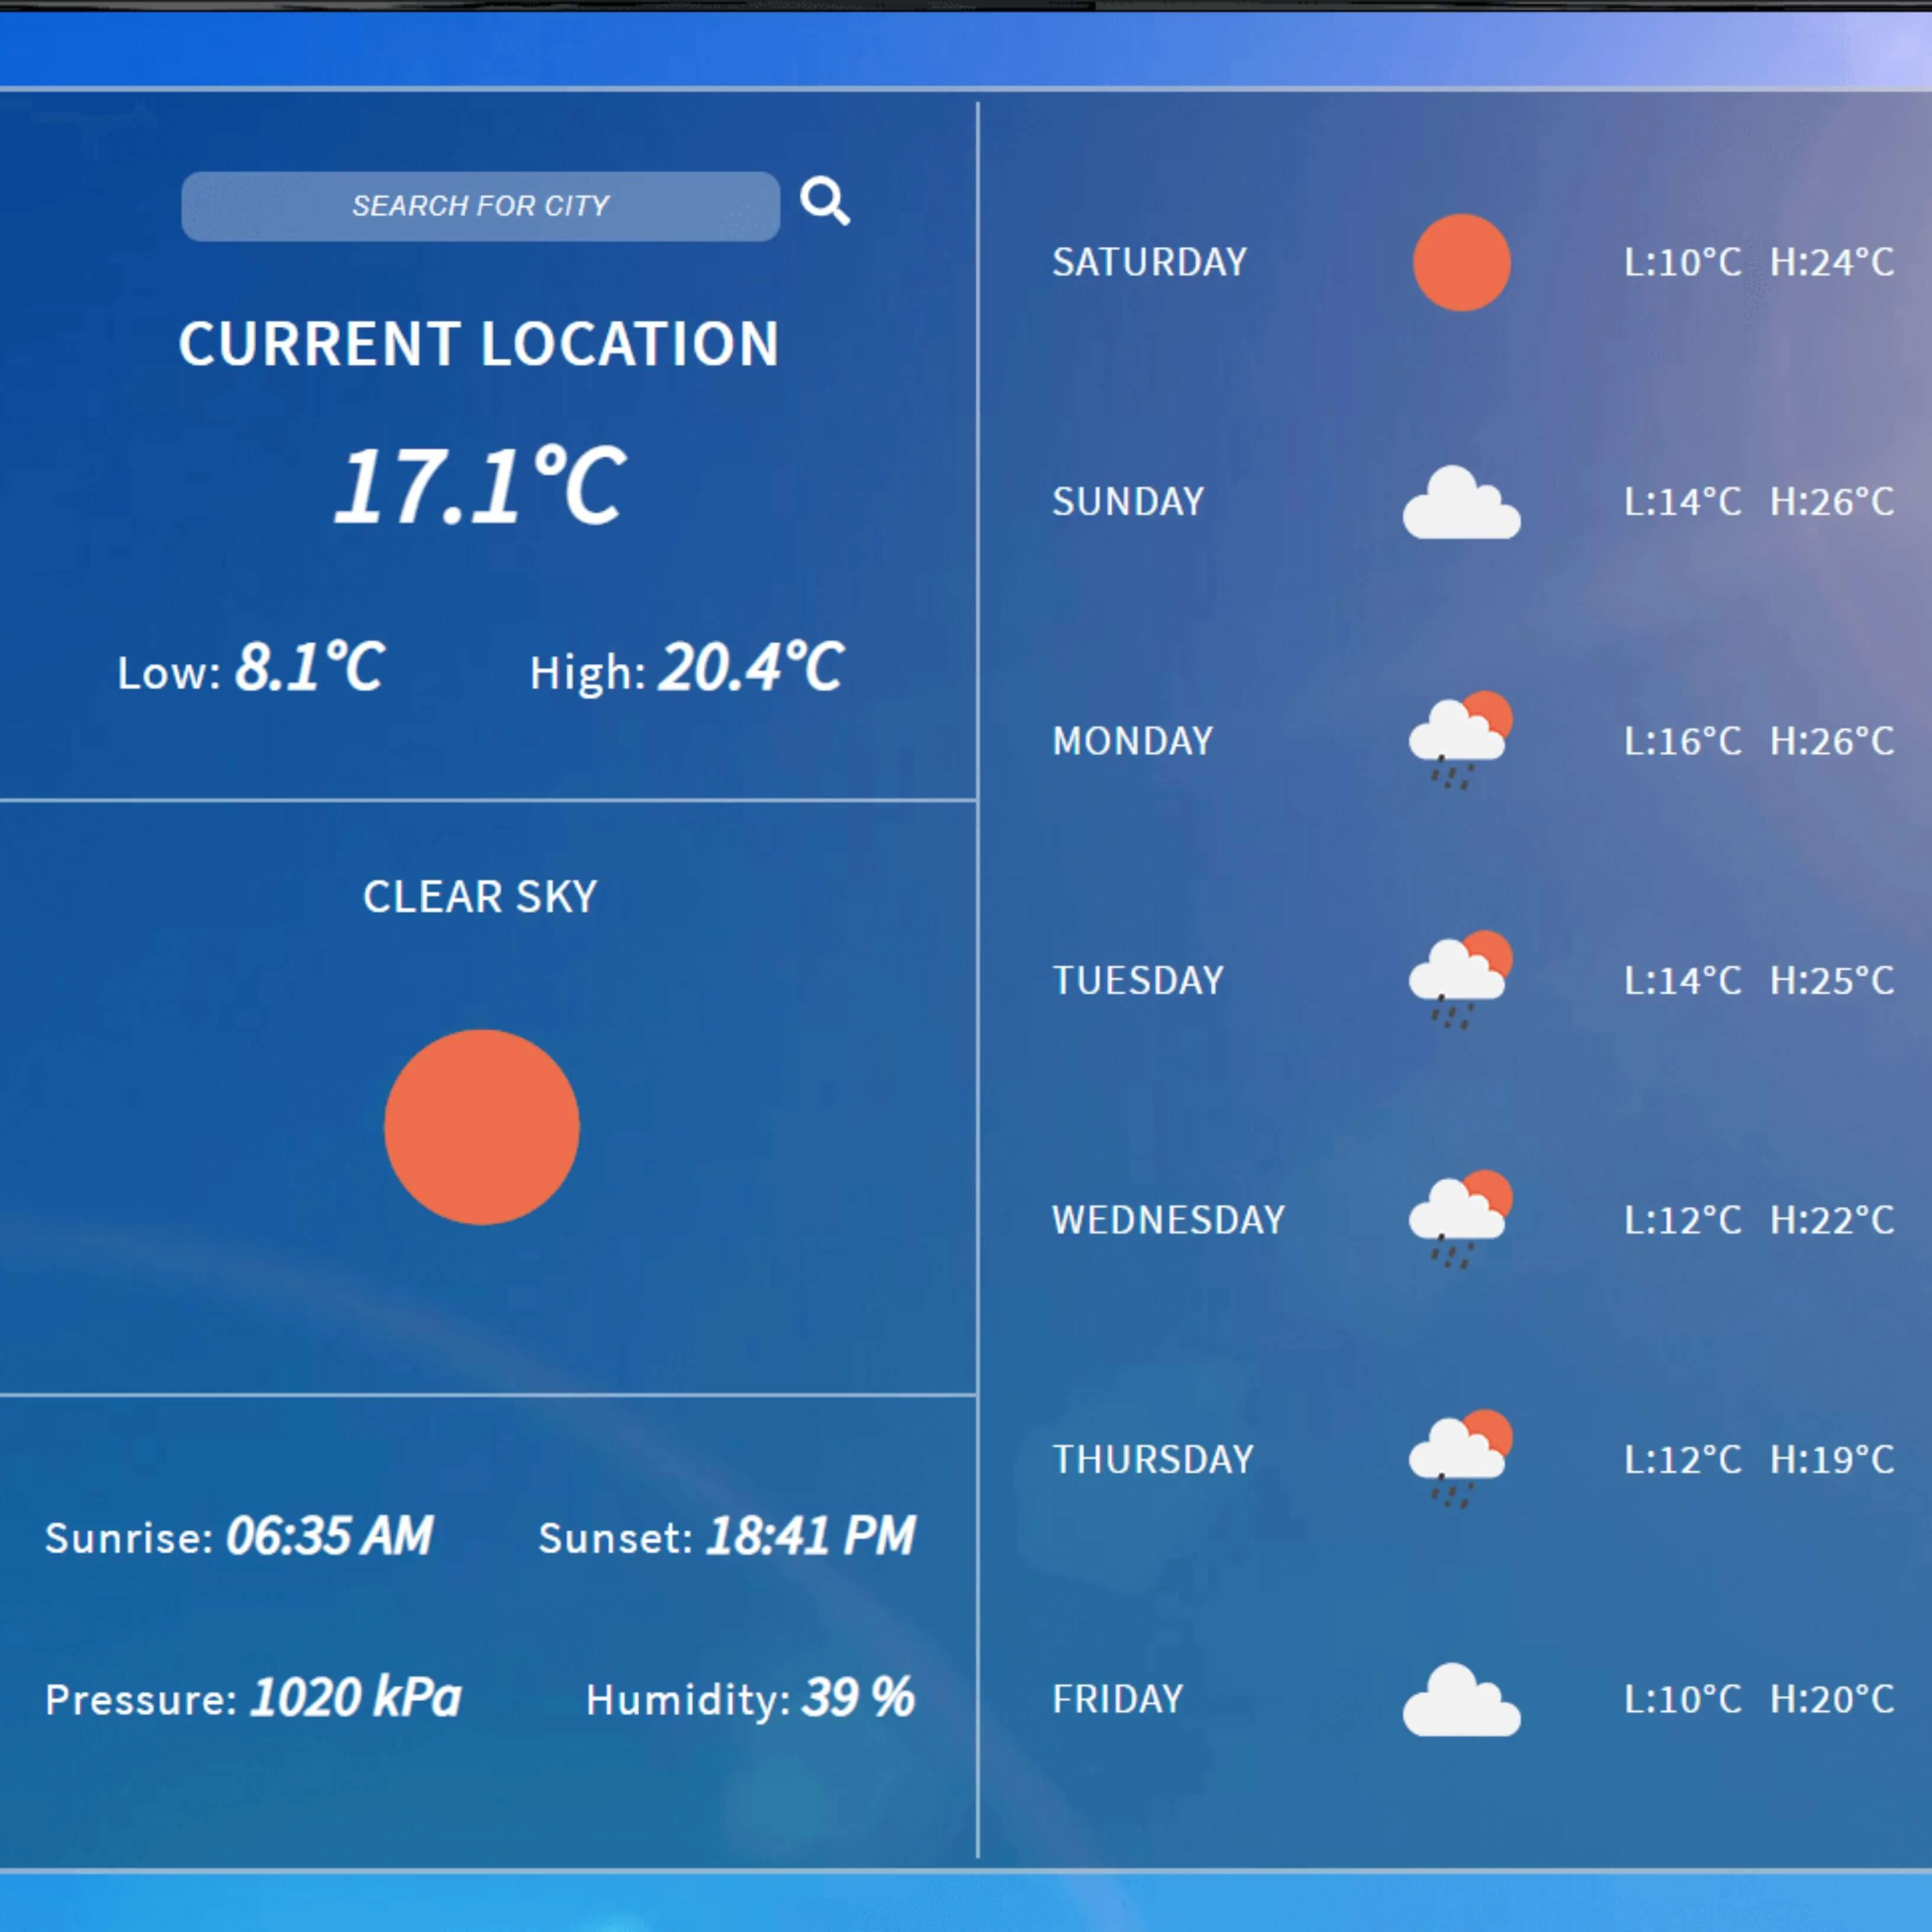 SEARCH FOR CITY
CURRENT LOCATION
17.1°C
Low: 8.1°C High: 20.4°C
CLEAR SKY
Sunrise: 06:35 AM Sunset: 18:41 PM
Pressure: 1020 kPa Humidity: 39 %
SATURDAY L:10°C H:24°C
SUNDAY L:14°C H:26°C
MONDAY L:16°C H:26°C
TUESDAY L:14°C H:25°C
WEDNESDAY L:12°C H:22°C
THURSDAY L:12°C H:19°C
FRIDAY L:10°C H:20°C